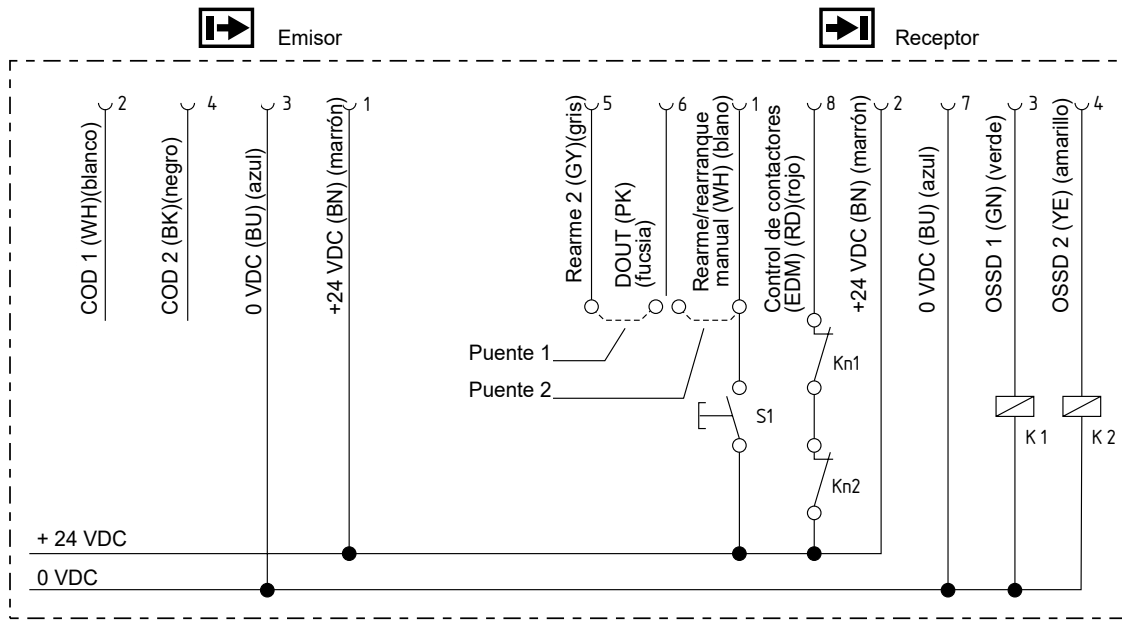 Emisor
Receptor
2
4
3
1
5
6
1
8
2
7
3
4
COD 1 (WH)(blanco)
COD 2 (BK)(negro)
0 VDC (BU) (azul)
+24 VDC (BN) (marrón)
Rearme 2 (GY)(gris)
DOUT (PK)
(fucsia)
Rearme/rearranque
manual (WH) (blano)
Control de contactores
(EDM) (RD)(rojo)
+24 VDC (BN) (marrón)
0 VDC (BU) (azul)
OSSD 1 (GN) (verde)
OSSD 2 (YE) (amarillo)
Puente 1
Puente 2
S1
Kn1
Kn2
K 1
K 2
+ 24 VDC
0 VDC